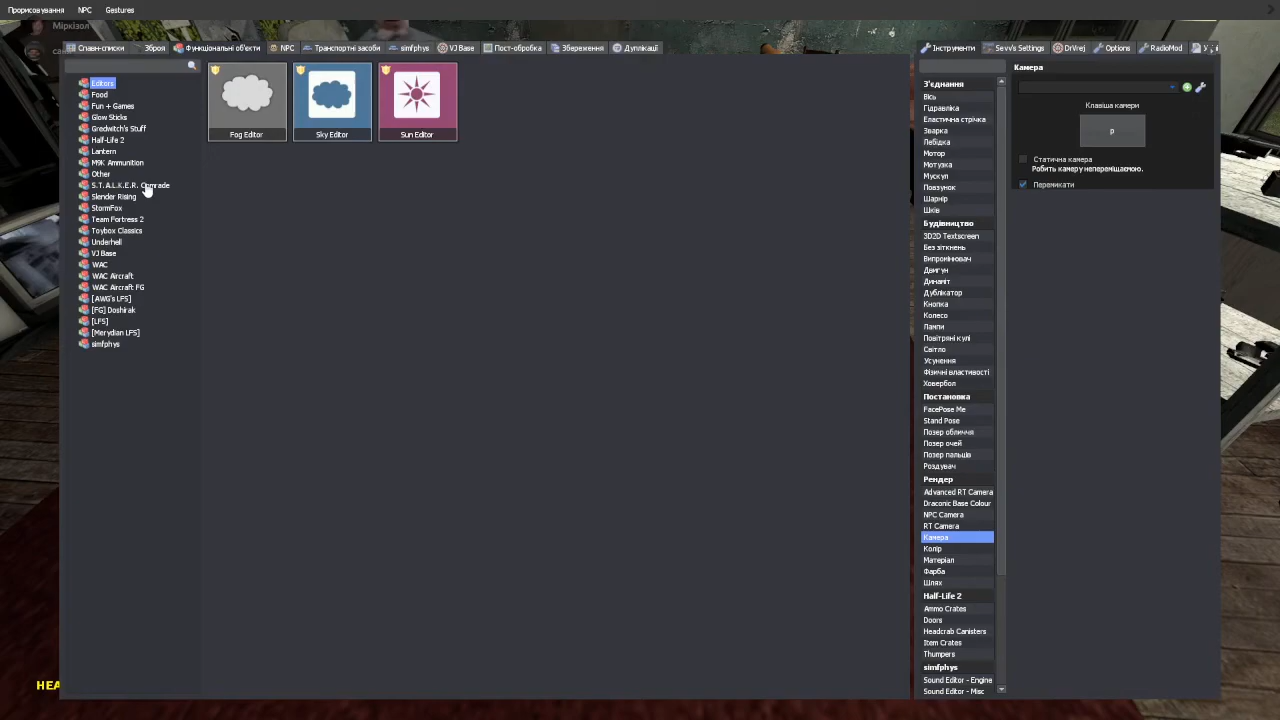 Прорисовування NPC Gestures
Міркізол
Спавн-списки Зброя Функціональні об'єкти NPC Транспортні засоби simfphys VJ Base Пост-обробка Збереження Дуплікації
Editors
Food
Fun + Games
Glow Sticks
Gredwitch's Stuff
Half-Life 2
Lantern
M9K Ammunition
Other
S.T.A.L.K.E.R.
Slender Rising
StormFox
Team Fortress 2
Toybox Classics
Underhell
VJ Base
WAC
WAC Aircraft
WAC Aircraft FG
[AWG's LFS]
[FG] Doshirak
[LFS]
[Merydian LFS]
simfphys
Fog Editor
Sky Editor
Sun Editor
Інструменти Servv's Settings DrVrej Options RadioMod
З'єднання
Вісь
Гідравліка
Еластична стрічка
Зварка
Лебідка
Мотор
Мотузка
Мускул
Повзунок
Шарнір
Шків
Будівництво
3D2D Textscreen
Без зіткнень
Випромінювач
Двигун
Динаміт
Дублікатор
Кнопка
Колесо
Лампи
Повітряні кулі
Світло
Усунення
Фізичні властивості
Ховербол
Постановка
FacePose Me
Stand Pose
Позер обличчя
Позер очей
Позер пальців
Роздувач
Рендер
Advanced RT Camera
Draconic Base Colour
NPC Camera
RT Camera
Камера
Колір
Матеріал
Фарба
Шлях
Half-Life 2
Ammo Crates
Doors
Headcrab Canisters
Item Crates
Thumpers
simfphys
Sound Editor - Engine
Sound Editor - Misc
Камера
Клавіша камери
p
Статична камера
Робить камеру непереміщаємою.
Перемикати
HEA